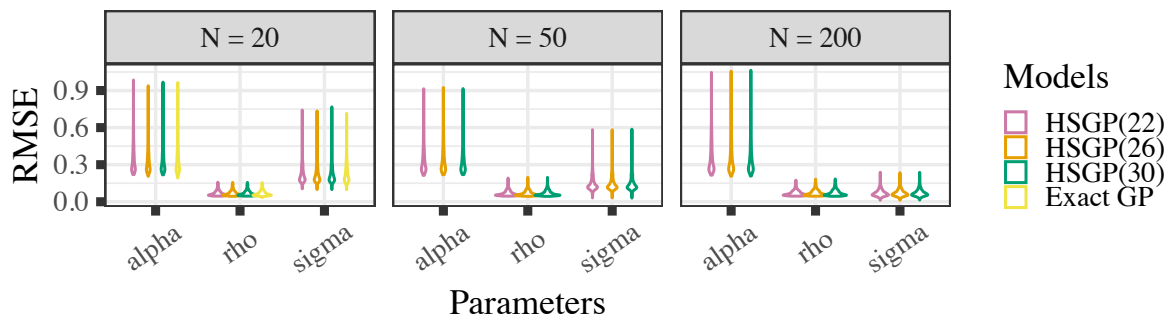 N = 20
N = 50
N = 200
RMSE
0.9
0.6
0.3
0.0
alpha
rho
sigma
alpha
rho
sigma
alpha
rho
sigma
Parameters
Models
HSGP(22)
HSGP(26)
HSGP(30)
Exact GP